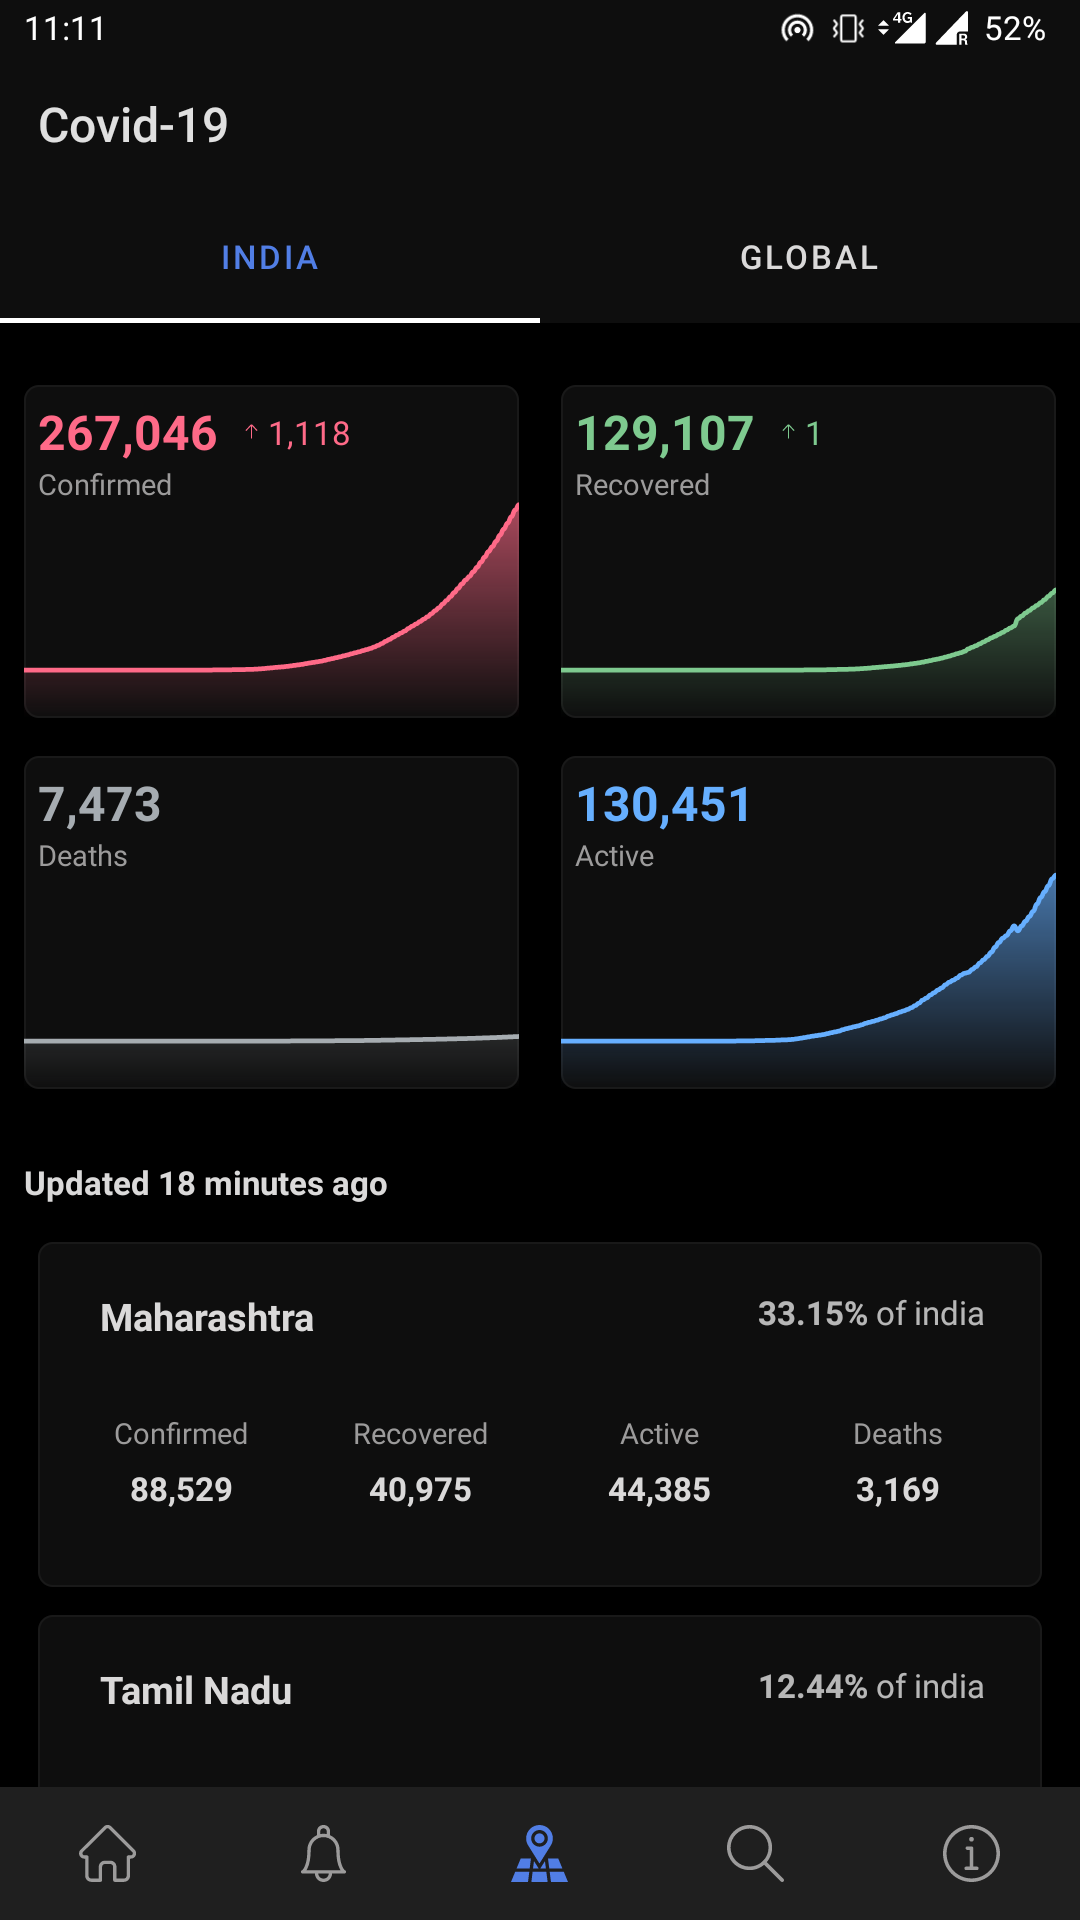 11:11 4G R 52%
Covid-19
INDIA GLOBAL
267,046 ↑ 1,118
Confirmed
129,107 ↑ 1
Recovered
7,473
Deaths
130,451
Active
Updated 18 minutes ago
Maharashtra 33.15% of india
Confirmed Recovered Active Deaths
88,529 40,975 44,385 3,169
Tamil Nadu 12.44% of india